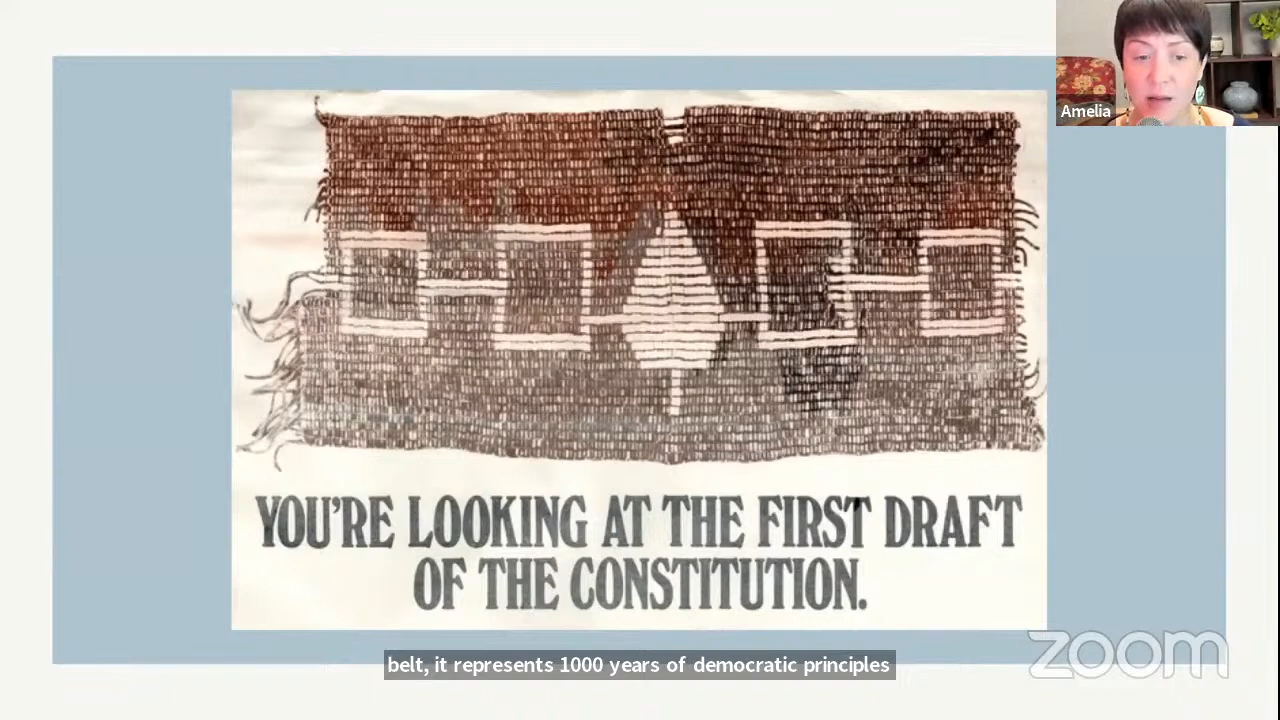 Amelia
YOU'RE LOOKING AT THE FIRST DRAFT
OF THE CONSTITUTION.
zoom
belt, it represents 1000 years of democratic principles